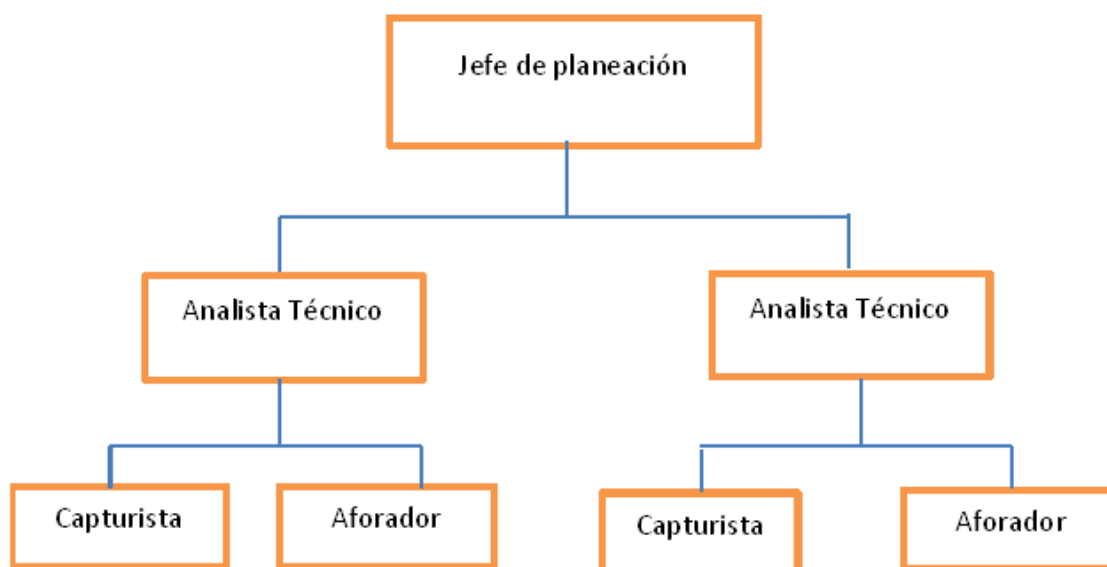 Jefe de planeación
Analista Técnico
Analista Técnico
Capturista
Aforador
Capturista
Aforador